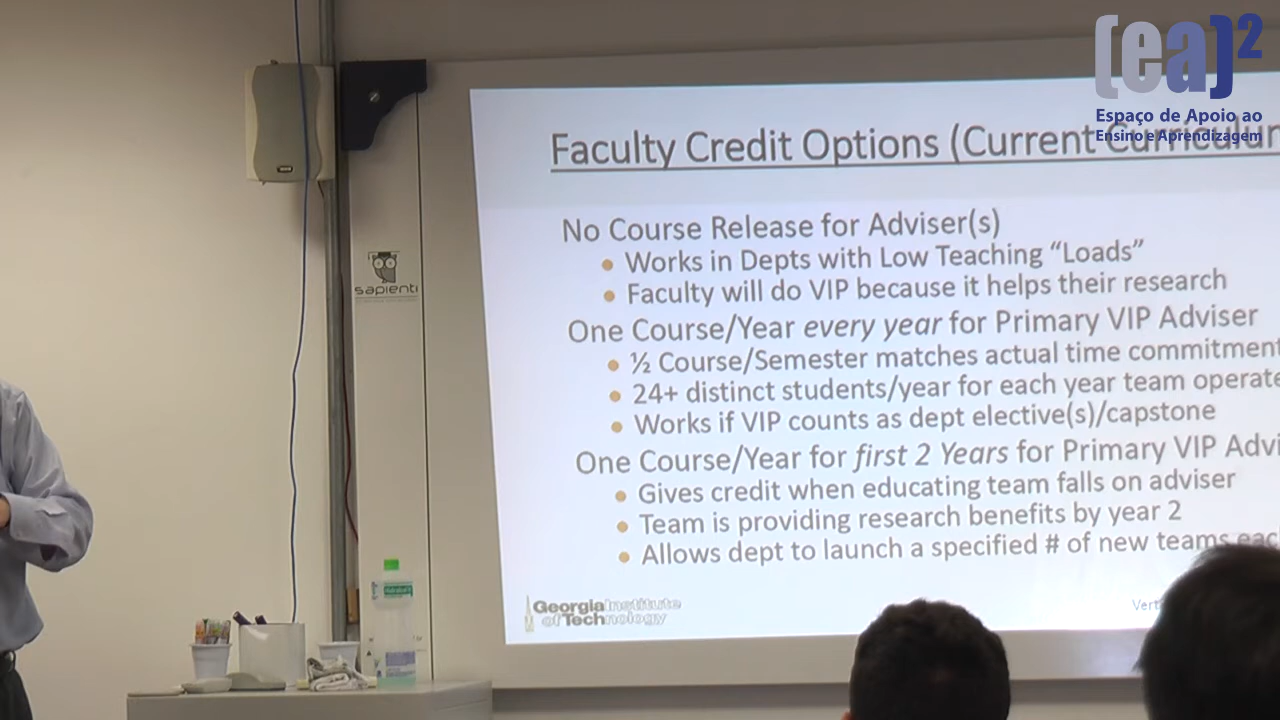 (ea)²
Espaço de Apoio ao
Ensino e Aprendizagem
Faculty Credit Options (Current Curriculum
No Course Release for Adviser(s)
• Works in Depts with Low Teaching “Loads”
• Faculty will do VIP because it helps their research
One Course/Year every year for Primary VIP Adviser
• ½ Course/Semester matches actual time commitment
• 24+ distinct students/year for each year team operate
• Works if VIP counts as dept elective(s)/capstone
One Course/Year for first 2 Years for Primary VIP Advi
• Gives credit when educating team falls on adviser
• Team is providing research benefits by year 2
• Allows dept to launch a specified # of new teams each
Georgia Institute
of Technology
Vert
sapienti